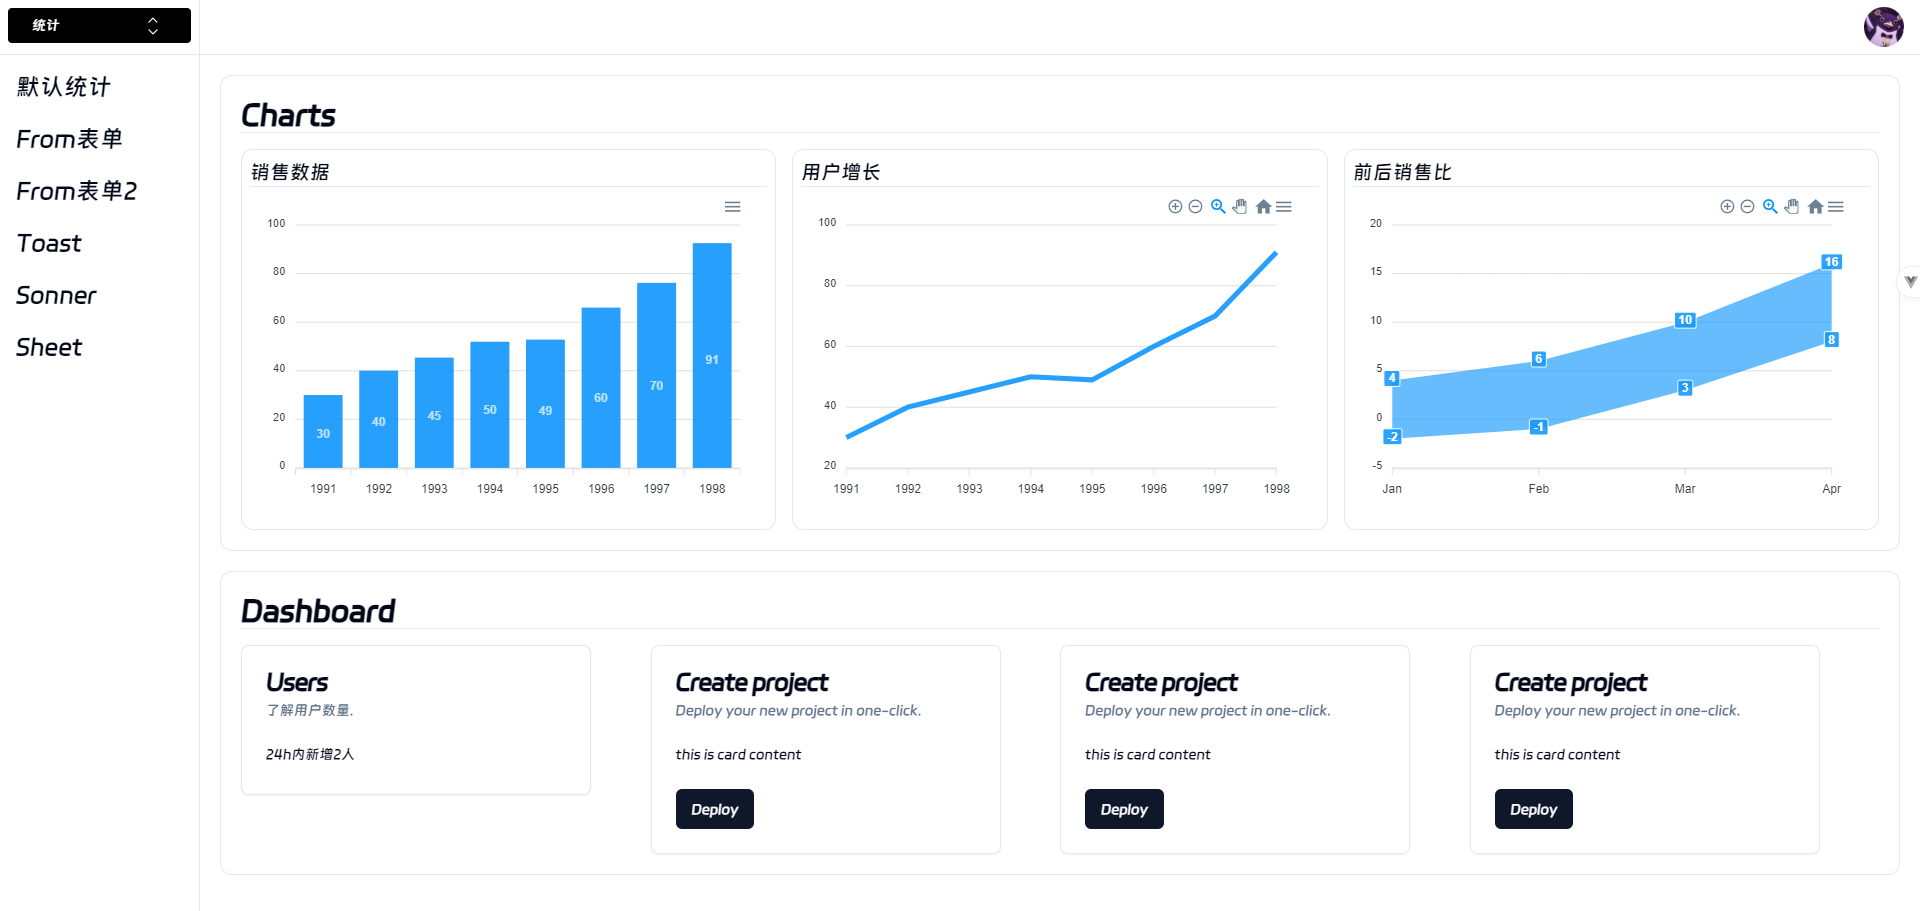 统计
默认统计
From表单
From表单2
Toast
Sonner
Sheet
Charts
销售数据
100
80
60
40
20
0
30
40
45
50
49
60
70
91
1991 1992 1993 1994 1995 1996 1997 1998
用户增长
100
80
60
40
20
1991 1992 1993 1994 1995 1996 1997 1998
前后销售比
20
15
10
5
0
-5
4
6
10
16
-2
-1
3
8
Jan Feb Mar Apr
Dashboard
Users
了解用户数量.
24h内新增2人
Create project
Deploy your new project in one-click.
this is card content
Deploy
Create project
Deploy your new project in one-click.
this is card content
Deploy
Create project
Deploy your new project in one-click.
this is card content
Deploy